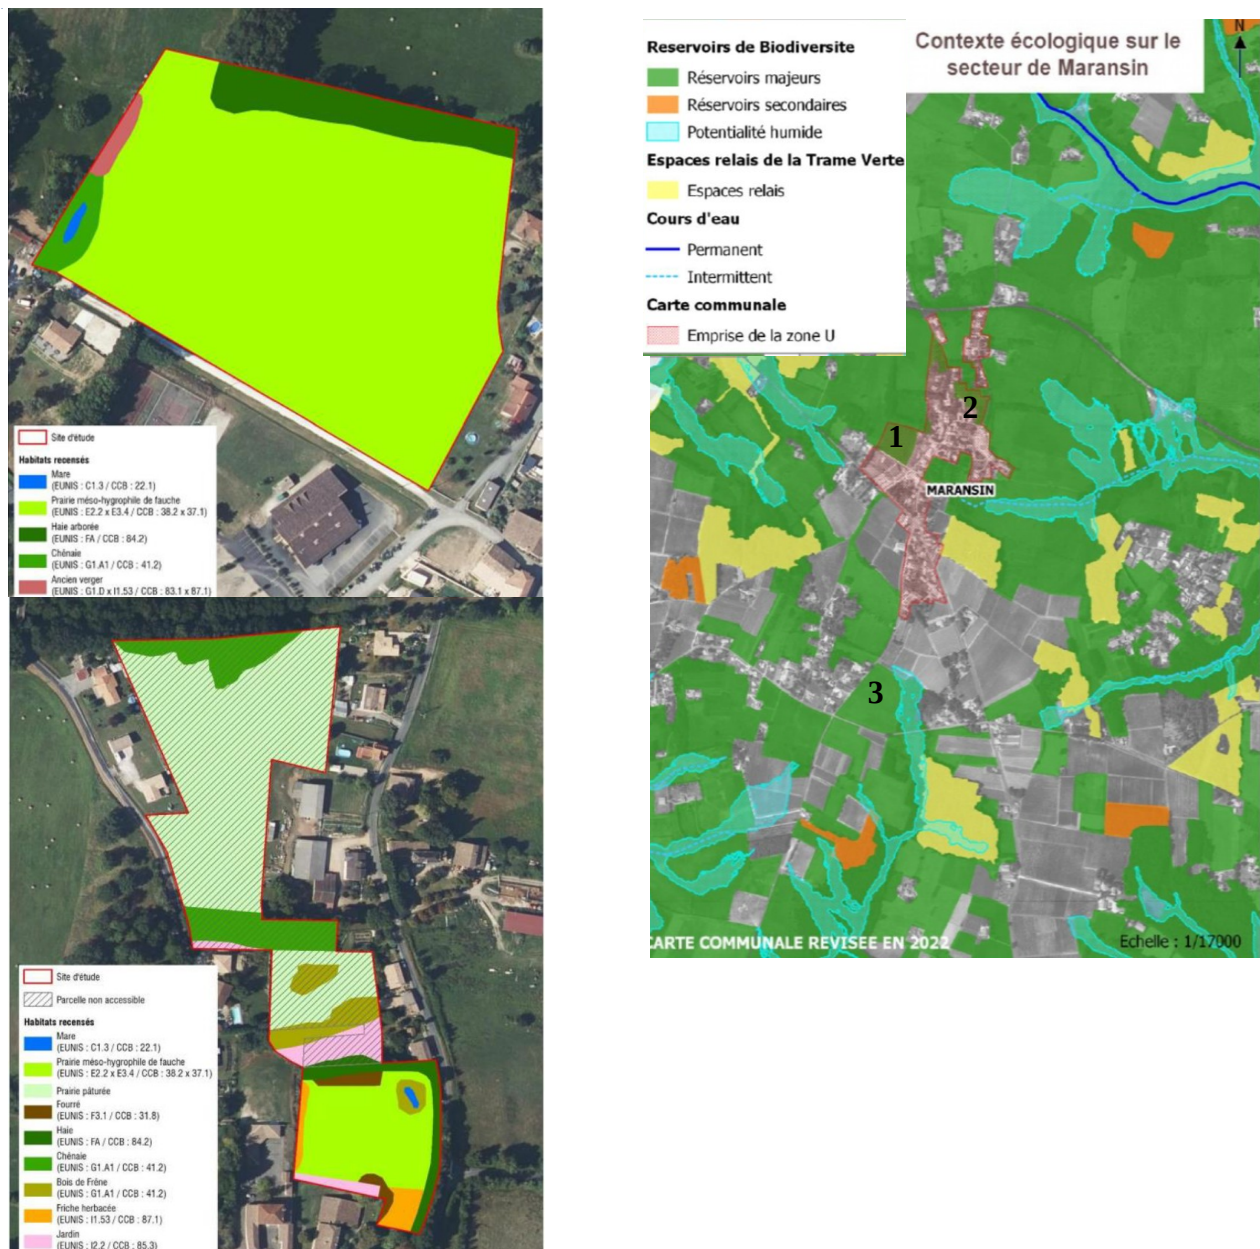 Site d'étude
Habitats recensés
Mare
(EUNIS : C1.3 / CCB : 22.1)
Prairie méso-hygrophile de fauche
(EUNIS : E2.2 x E3.4 / CCB : 38.2 x 37.1)
Haie arborée
(EUNIS : FA / CCB : 84.2)
Chênaie
(EUNIS : G1.A1 / CCB : 41.2)
Ancien verger
(EUNIS : G1.D x I1.53 / CCB : 83.1 x 87.1)
Site d'étude
Parcelle non accessible
Habitats recensés
Mare
(EUNIS : C1.3 / CCB : 22.1)
Prairie méso-hygrophile de fauche
(EUNIS : E2.2 x E3.4 / CCB : 38.2 x 37.1)
Prairie pâturée
Fourré
(EUNIS : F3.1 / CCB : 31.8)
Haie
(EUNIS : FA / CCB : 84.2)
Chênaie
(EUNIS : G1.A1 / CCB : 41.2)
Bois de Frêne
(EUNIS : G1.A1 / CCB : 41.2)
Friche herbacée
(EUNIS : I1.53 / CCB : 87.1)
Jardin
(EUNIS : I2.2 / CCB : 85.3)
Contexte écologique sur le
secteur de Maransin
N
Reservoirs de Biodiversite
Réservoirs majeurs
Réservoirs secondaires
Potentialité humide
Espaces relais de la Trame Verte
Espaces relais
Cours d'eau
Permanent
Intermittent
Carte communale
Emprise de la zone U
2
1
MARANSIN
3
CARTE COMMUNALE REVISEE EN 2022
Echelle : 1/17000